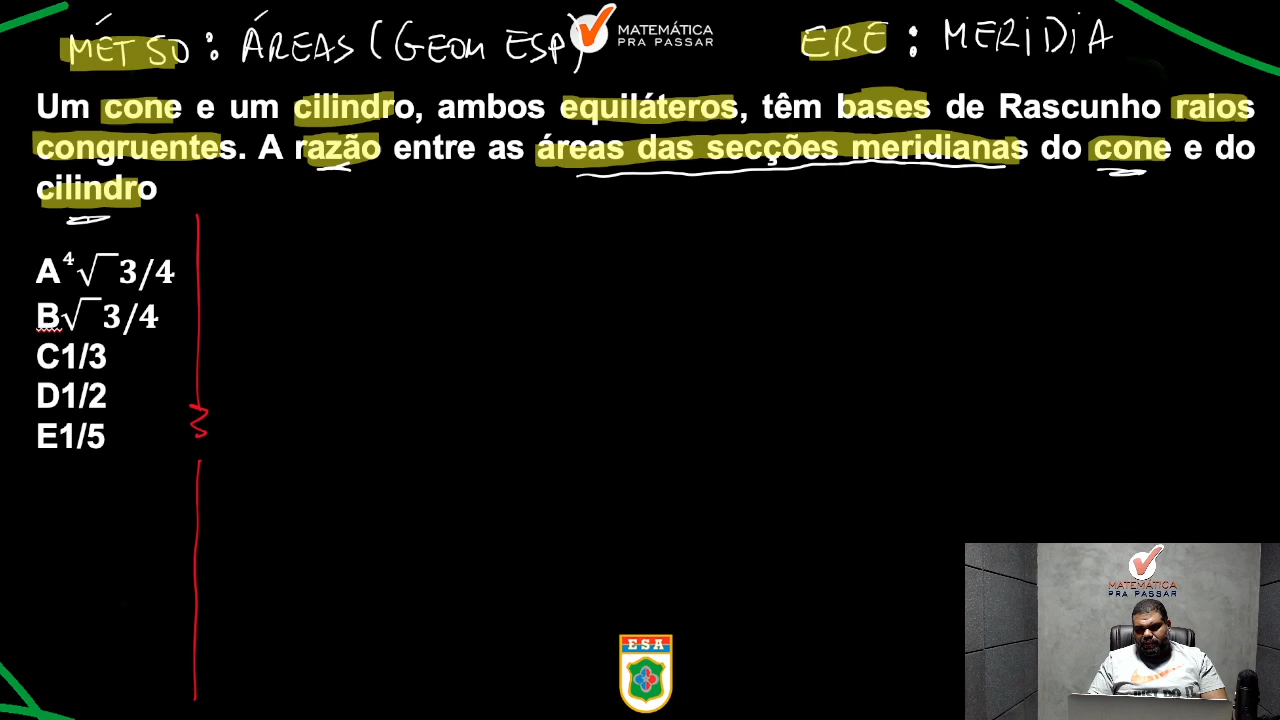 MÉTSO : ÁREAS (GEOM ESP)
MATEMÁTICA
PRA PASSAR
ERE : MERIDIA
Um cone e um cilindro, ambos equiláteros, têm bases de Rascunho raios
congruentes. A razão entre as áreas das secções meridianas do cone e do
cilindro
A⁴√‾3/4
B√‾3/4
C1/3
D1/2
E1/5
MATEMÁTICA
PRA PASSAR
ESA